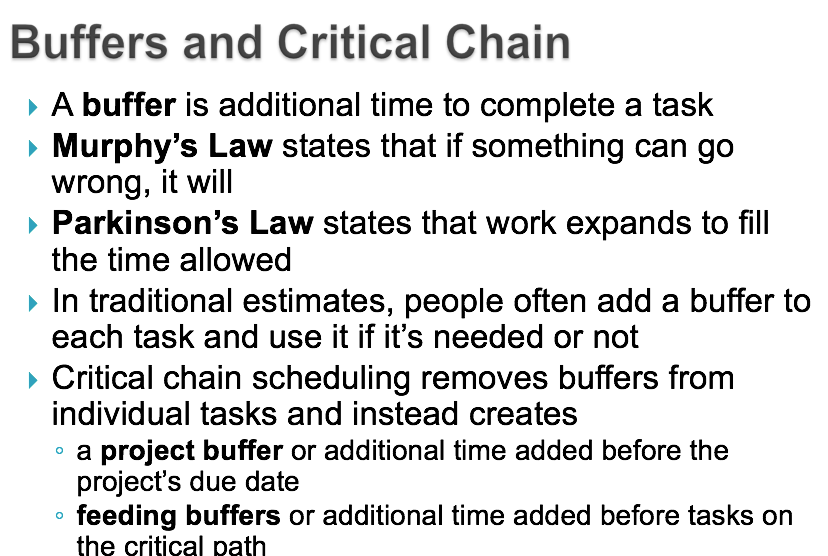 Buffers and Critical Chain
A buffer is additional time to complete a task
Murphy’s Law states that if something can go
wrong, it will
Parkinson’s Law states that work expands to fill
the time allowed
In traditional estimates, people often add a buffer to
each task and use it if it’s needed or not
Critical chain scheduling removes buffers from
individual tasks and instead creates
a project buffer or additional time added before the
project’s due date
feeding buffers or additional time added before tasks on
the critical path